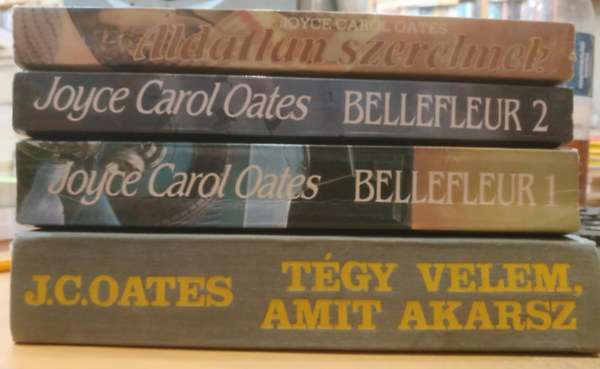 JOYCE CAROL OATES
Áldatlan szerelmek
Joyce Carol Oates BELLEFLEUR 2
Joyce Carol Oates BELLEFLEUR 1
J.C.OATES TÉGY VELEM,
AMIT AKARSZ